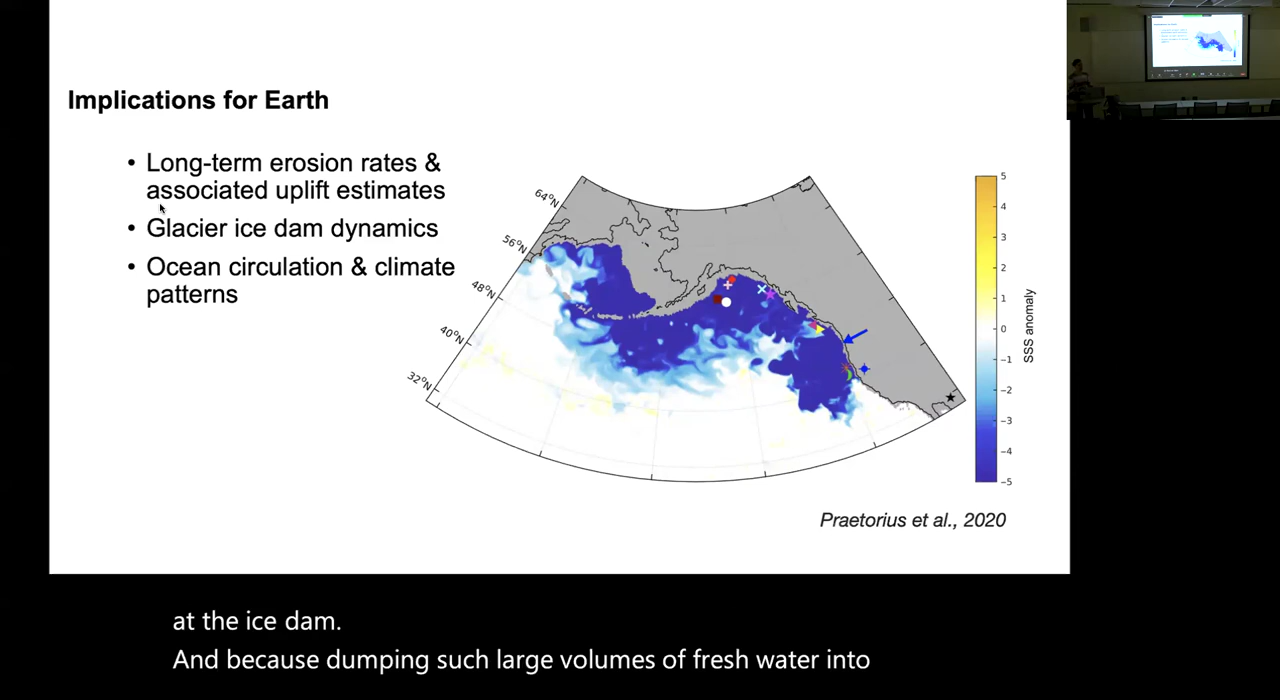 Implications for Earth
• Long-term erosion rates &
associated uplift estimates
• Glacier ice dam dynamics
• Ocean circulation & climate
patterns
64°N
56°N
48°N
40°N
32°N
5
4
3
2
1
0
−1
−2
−3
−4
−5
SSS anomaly
Praetorius et al., 2020
at the ice dam.
And because dumping such large volumes of fresh water into